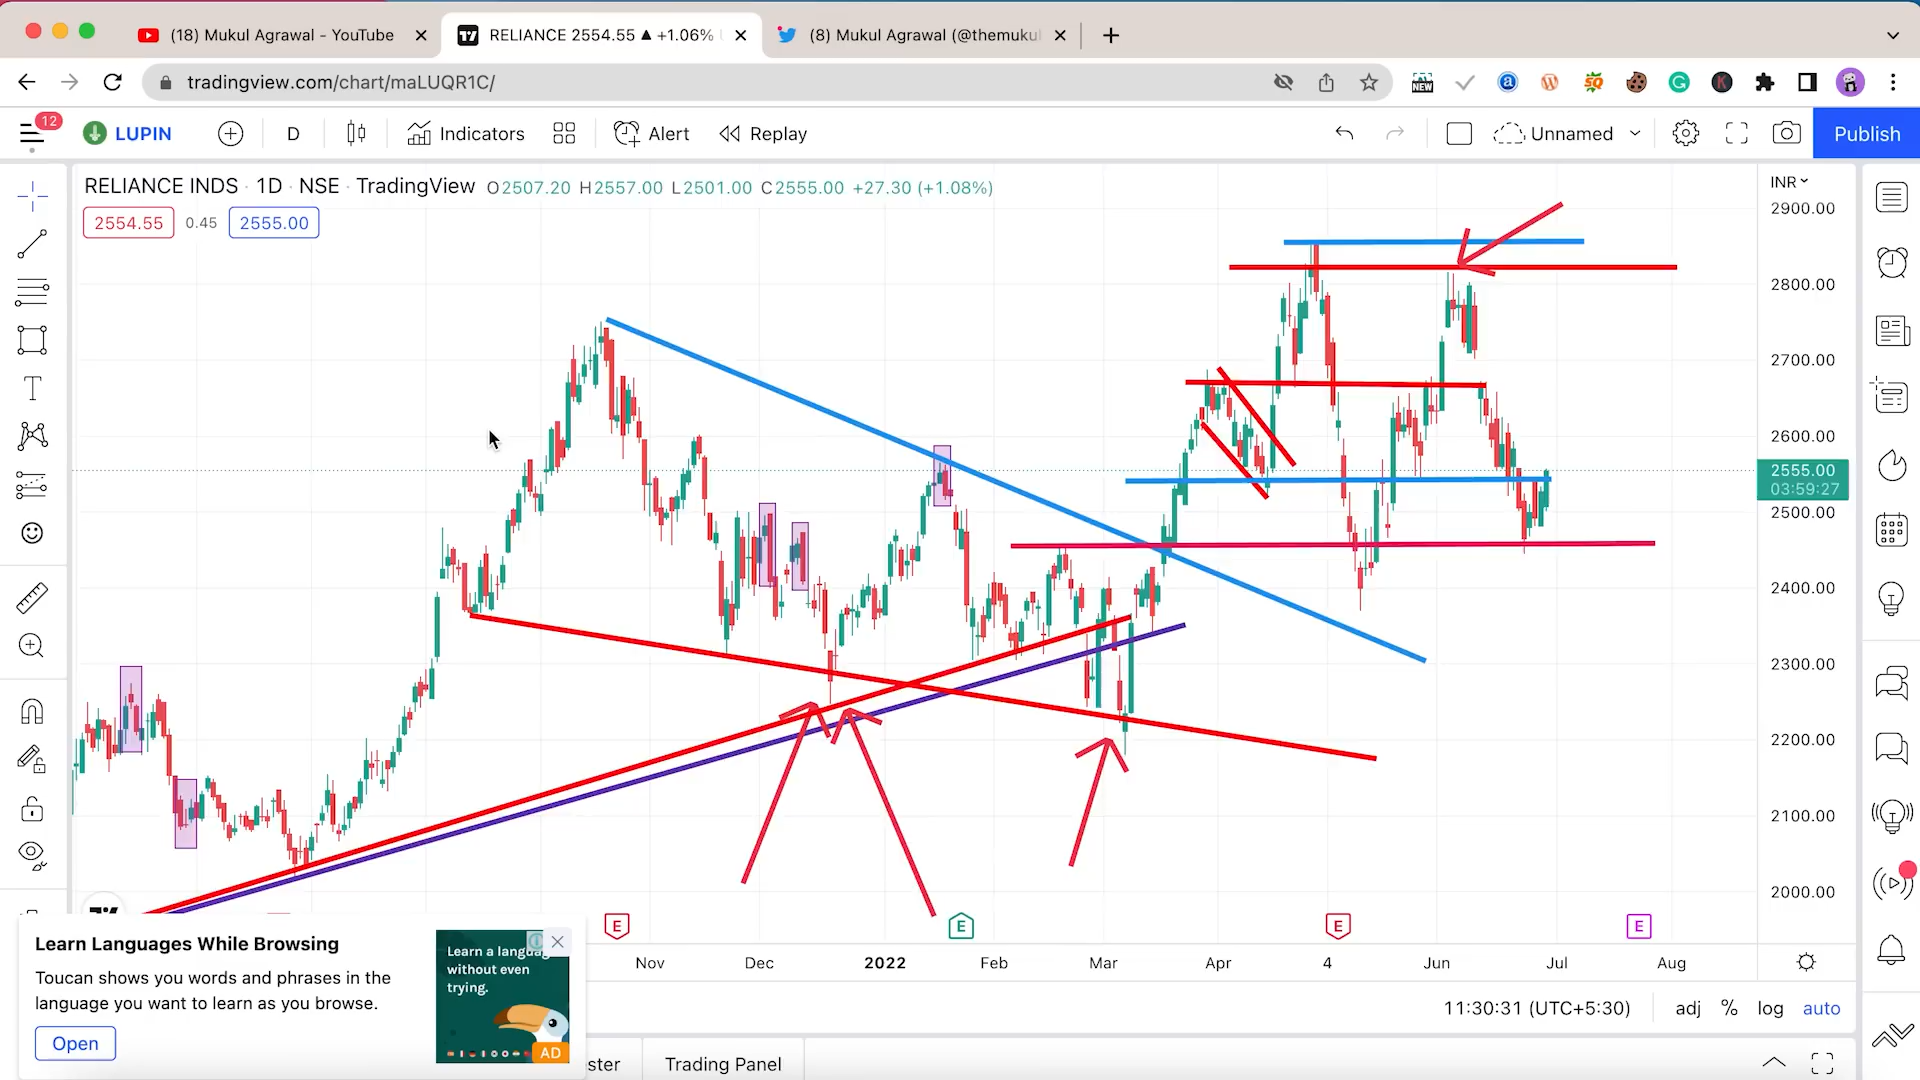 (18) Mukul Agrawal - YouTube
RELIANCE 2554.55 ▲ +1.06%
(8) Mukul Agrawal (@themukul
tradingview.com/chart/maLUQR1C/
NEW
12
LUPIN
D
Indicators
Alert
Replay
Unnamed
Publish
RELIANCE INDS · 1D · NSE · TradingView O2507.20 H2557.00 L2501.00 C2555.00 +27.30 (+1.08%)
2554.55 0.45 2555.00
INR
2900.00
2800.00
2700.00
2600.00
2555.00
03:59:27
2500.00
2400.00
2300.00
2200.00
2100.00
2000.00
E
E
E
E
Nov Dec 2022 Feb Mar Apr 4 Jun Jul Aug
Learn Languages While Browsing
Toucan shows you words and phrases in the
language you want to learn as you browse.
Open
Learn a language
without even
trying.
AD
11:30:31 (UTC+5:30) adj % log auto
ster Trading Panel